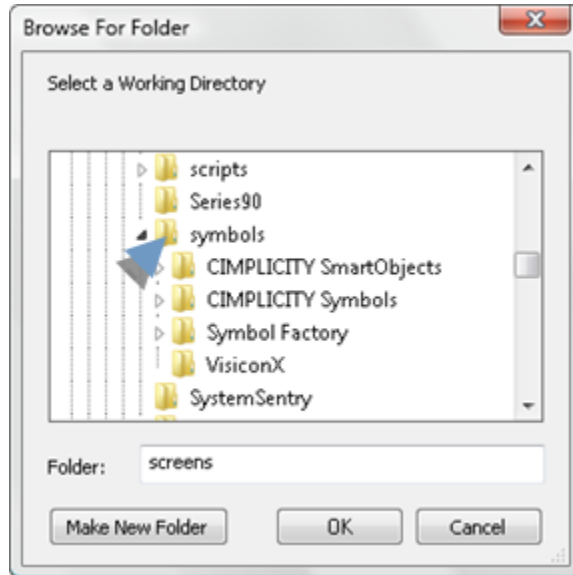 Browse For Folder
Select a Working Directory
scripts
Series90
symbols
CIMPLICITY SmartObjects
CIMPLICITY Symbols
Symbol Factory
VisiconX
SystemSentry
Folder: screens
Make New Folder OK Cancel